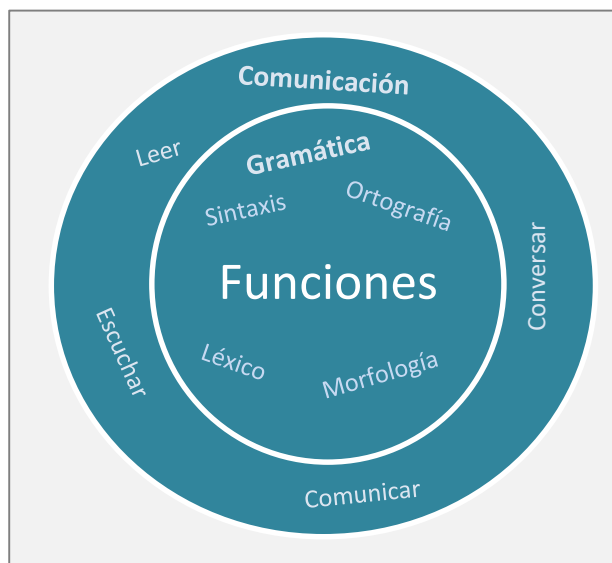 Comunicación
Leer
Gramática
Sintaxis
Ortografía
Funciones
Conversar
Escuchar
Léxico
Morfología
Comunicar